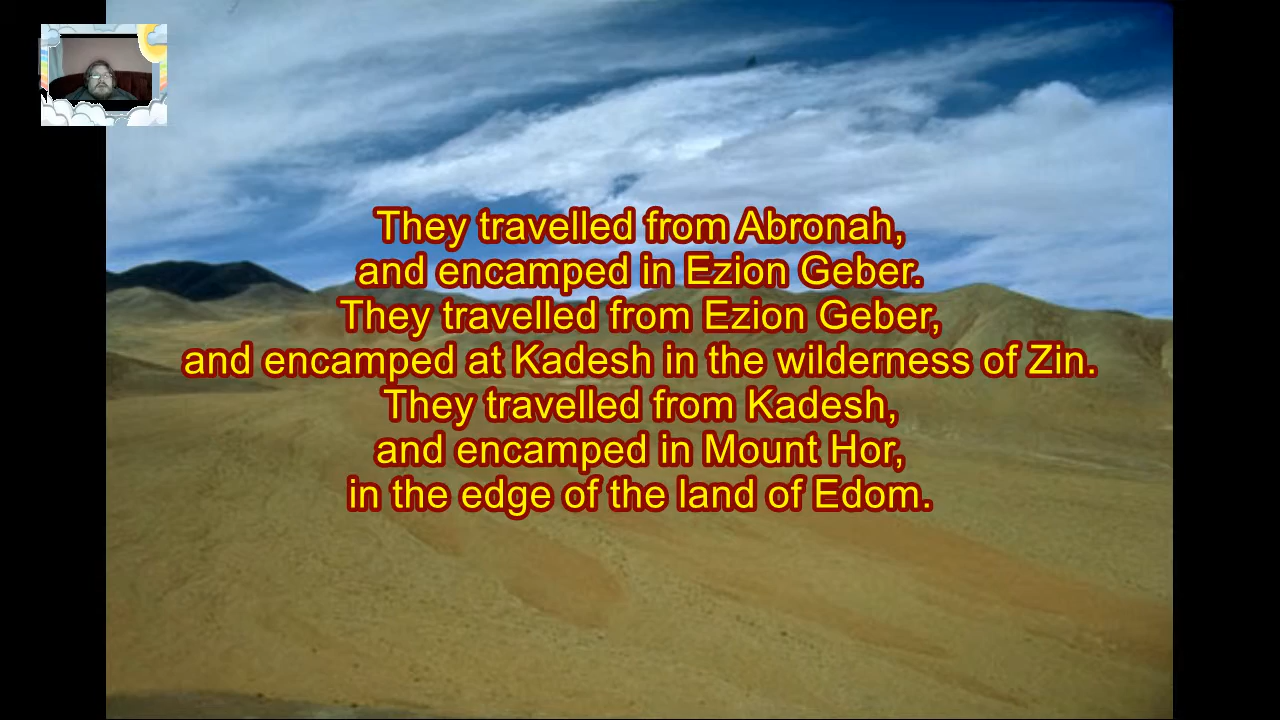 They travelled from Abronah,
and encamped in Ezion Geber.
They travelled from Ezion Geber,
and encamped at Kadesh in the wilderness of Zin.
They travelled from Kadesh,
and encamped in Mount Hor,
in the edge of the land of Edom.